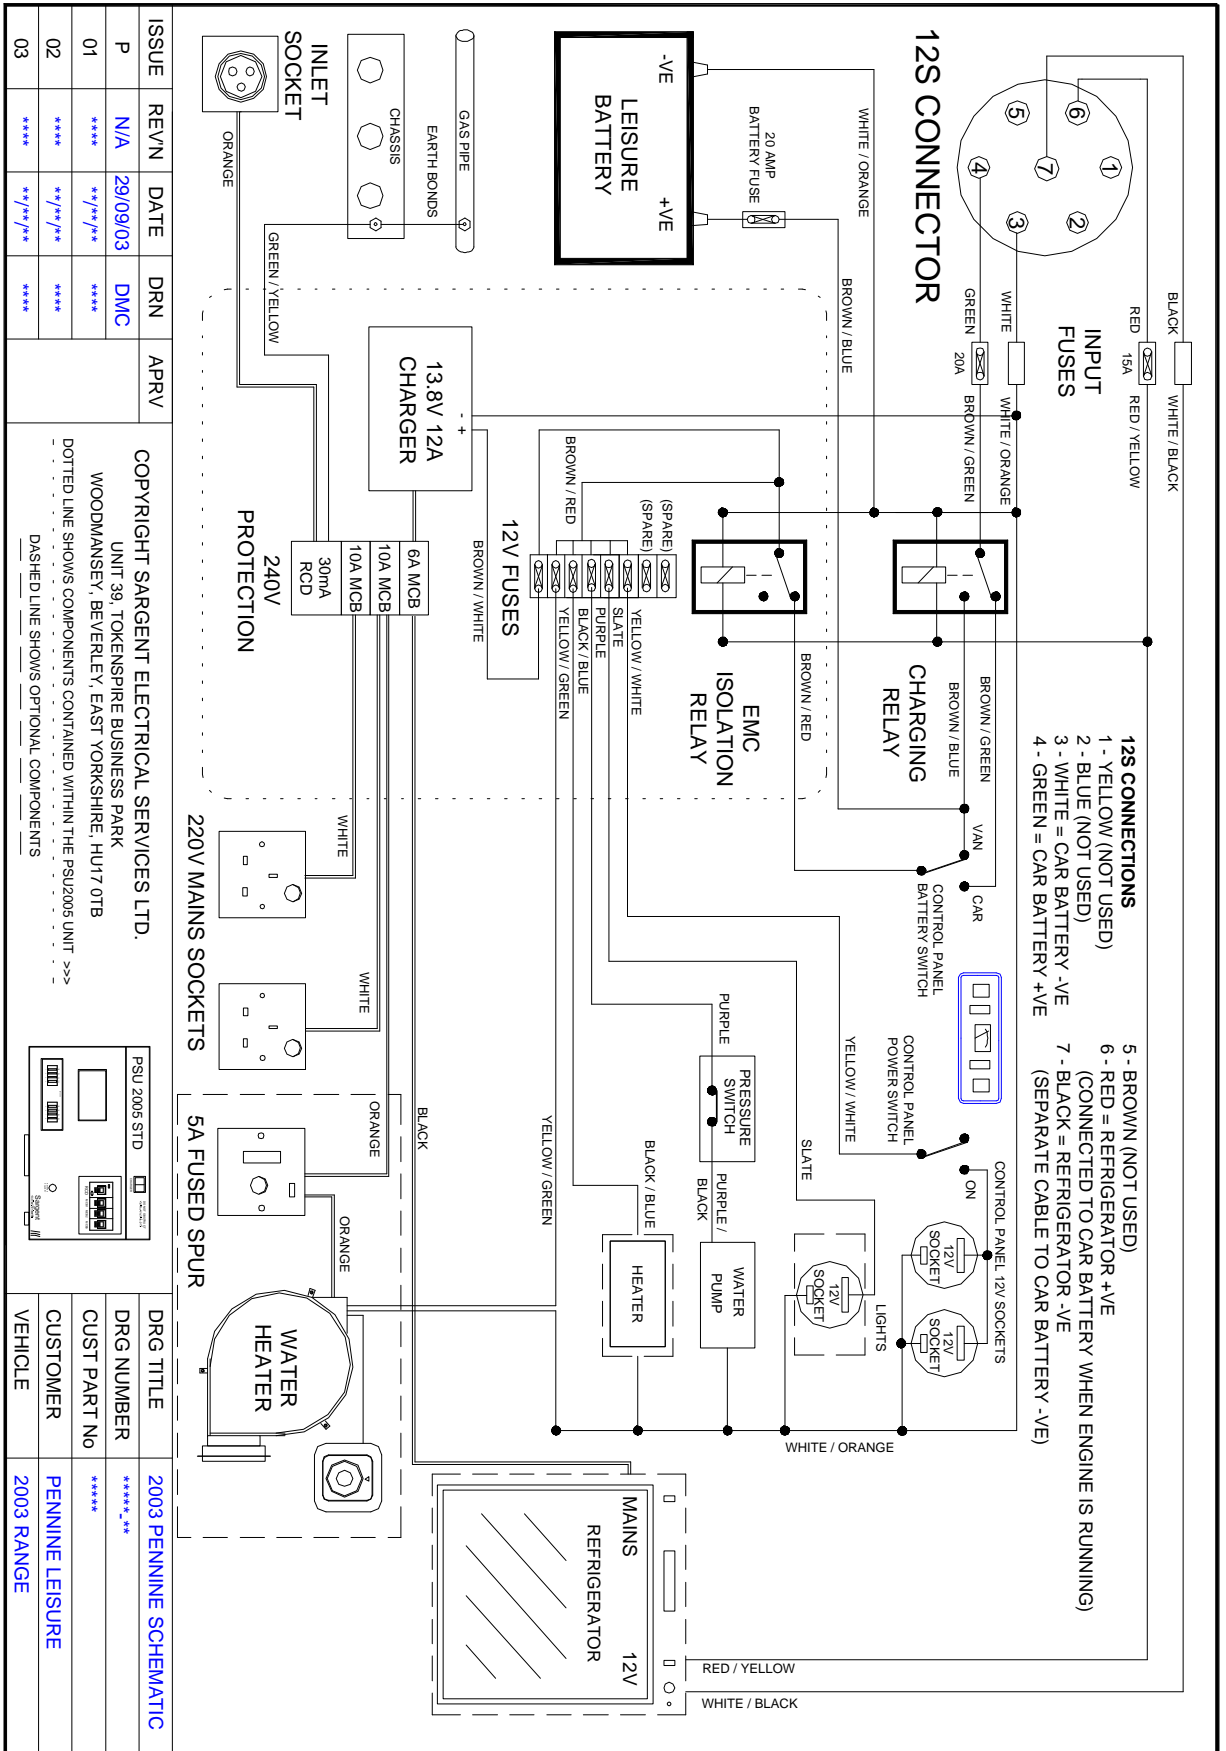 12S CONNECTOR
1
2
3
4
5
6
7
BLACK
WHITE / BLACK
RED
15A
RED / YELLOW
INPUT
FUSES
WHITE
WHITE / ORANGE
GREEN
20A
BROWN / GREEN
12S CONNECTIONS
1 - YELLOW (NOT USED)
2 - BLUE (NOT USED)
3 - WHITE = CAR BATTERY -VE
4 - GREEN = CAR BATTERY +VE
5 - BROWN (NOT USED)
6 - RED = REFRIGERATOR +VE
(CONNECTED TO CAR BATTERY WHEN ENGINE IS RUNNING)
7 - BLACK = REFRIGERATOR -VE
(SEPARATE CABLE TO CAR BATTERY -VE)
WHITE / ORANGE
20 AMP
BATTERY FUSE
BROWN / BLUE
-VE
+VE
LEISURE
BATTERY
CHARGING
RELAY
BROWN / GREEN
BROWN / BLUE
VAN
CAR
CONTROL PANEL
BATTERY SWITCH
EMC
ISOLATION
RELAY
BROWN / RED
CONTROL PANEL
POWER SWITCH
ON
CONTROL PANEL 12V SOCKETS
12V
SOCKET
12V
SOCKET
YELLOW / WHITE
SLATE
LIGHTS
12V
SOCKET
WHITE / ORANGE
PURPLE
PRESSURE
SWITCH
PURPLE /
BLACK
WATER
PUMP
BLACK / BLUE
HEATER
YELLOW / GREEN
(SPARE)
(SPARE)
BROWN / RED
12V FUSES
YELLOW / WHITE
SLATE
PURPLE
BLACK / BLUE
YELLOW / GREEN
BROWN / WHITE
GAS PIPE
EARTH BONDS
CHASSIS
INLET
SOCKET
ORANGE
GREEN / YELLOW
- +
13.8V 12A
CHARGER
6A MCB
10A MCB
10A MCB
30mA
RCD
240V
PROTECTION
WHITE
WHITE
220V MAINS SOCKETS
BLACK
ORANGE
ORANGE
5A FUSED SPUR
WATER
HEATER
MAINS
12V
REFRIGERATOR
RED / YELLOW
WHITE / BLACK
ISSUE REV'N DATE DRN APRV
P N/A 29/09/03 DMC
01 **** **/**/** ****
02 **** **/**/** ****
03 **** **/**/** ****
COPYRIGHT SARGENT ELECTRICAL SERVICES LTD.
UNIT 39, TOKENSPIRE BUSINESS PARK
WOODMANSEY, BEVERLEY, EAST YORKSHIRE, HU17 0TB
DOTTED LINE SHOWS COMPONENTS CONTAINED WITHIN THE PSU2005 UNIT >>>
DASHED LINE SHOWS OPTIONAL COMPONENTS
PSU 2005 STD
Sargent
DRG TITLE 2003 PENNINE SCHEMATIC
DRG NUMBER *****_**
CUST PART No *****
CUSTOMER PENNINE LEISURE
VEHICLE 2003 RANGE